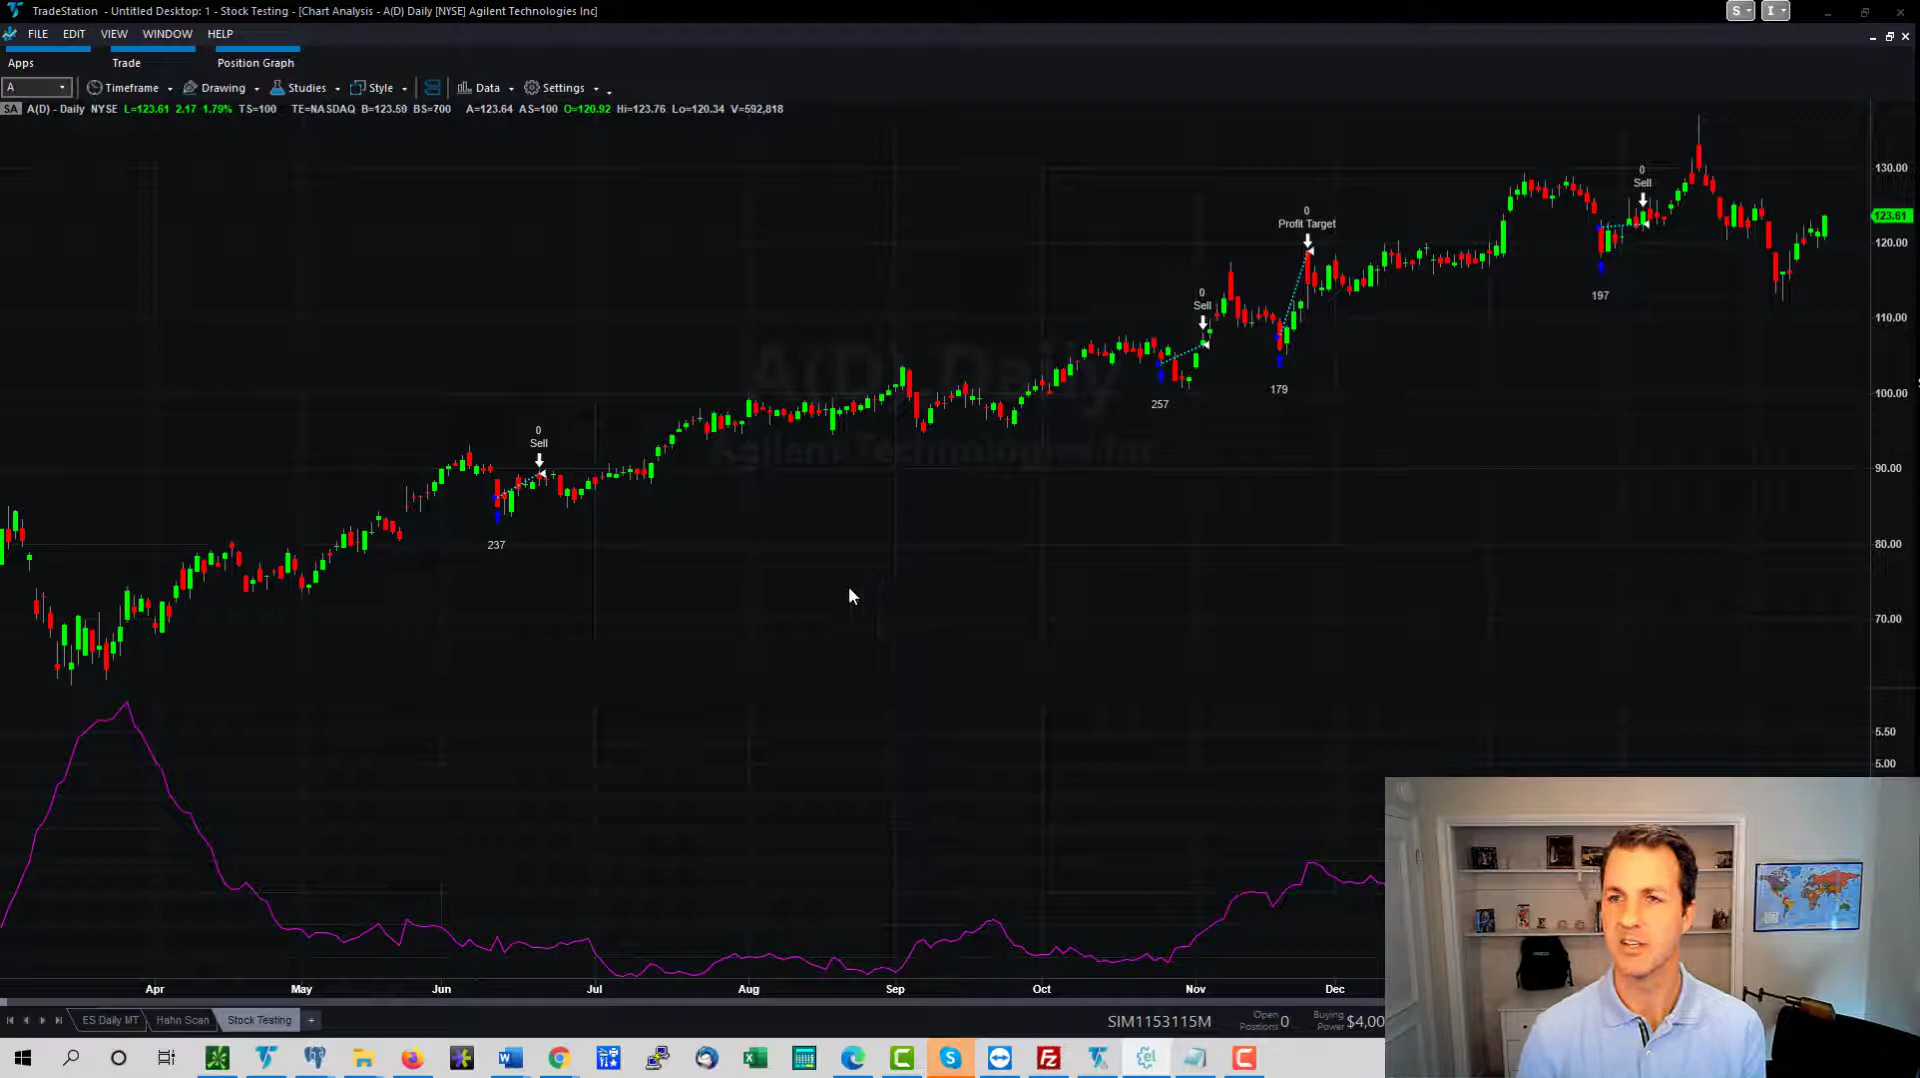 TradeStation - Untitled Desktop: 1 - Stock Testing - [Chart Analysis - A(D) Daily [NYSE] Agilent Technologies Inc]
S
I
FILE EDIT VIEW WINDOW HELP
Apps Trade Position Graph
A Timeframe Drawing Studies Style Data Settings
SA A(D) - Daily NYSE L=123.61 2.17 1.79% TS=100 TE=NASDAQ B=123.59 BS=700 A=123.64 AS=100 O=120.92 Hi=123.76 Lo=120.34 V=592,818
130.00
0
Sell
0
Profit Target
123.61
120.00
197
0
Sell
110.00
A(D) Daily
179
100.00
257
0
Sell
Agilent Technologies Inc
90.00
237
80.00
70.00
5.50
5.00
Apr May Jun Jul Aug Sep Oct Nov Dec
ES Daily MT Hahn Scan Stock Testing +
SIM1153115M Open Positions 0 Buying Power $4,00